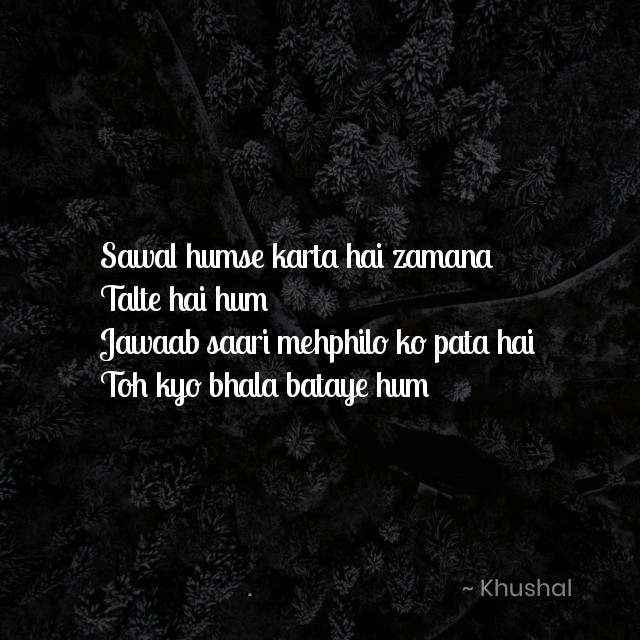 Sawal humse karta hai zamana
Talte hai hum
Jawaab saari mehphilo ko pata hai
Toh kyo bhala bataye hum
.
~ Khushal